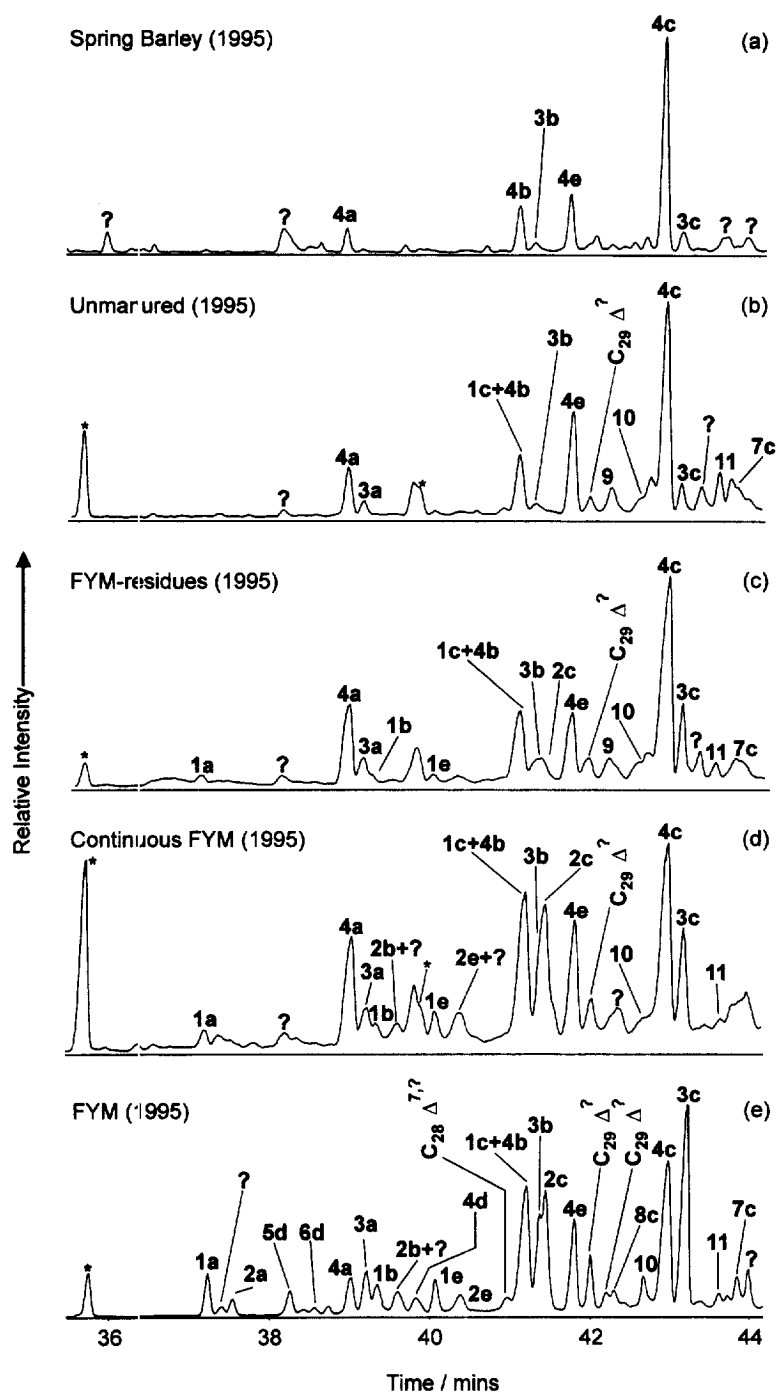 Spring Barley (1995)
(a)
4c
3b
4b
4e
?
?
4a
3c
?
?
Unmanured (1995)
(b)
4c
?
C29 Δ
3b
1c+4b
4e
10
?
*
4a
3a
?
*
9
3c
11
7c
FYM-residues (1995)
(c)
4c
?
C29 Δ
1c+4b
3b
2c
4e
10
3c
4a
1b
3a
*
1a
?
1e
9
?
11
7c
Continuous FYM (1995)
(d)
4c
*
1c+4b
3b
2c
?
C29 Δ
4e
3c
4a
2b+?
3a
*
2e+?
10
1a
?
1b
1e
?
11
FYM (1995)
(e)
3c
7,?
C28 Δ
1c+4b
3b
2c
?
C29 Δ
?
C29 Δ
4c
?
5d
6d
3a
2b+?
4d
4e
8c
7c
*
1a
2a
4a
1b
1e
2e
10
11
?
36
38
40
42
44
Time / mins
Relative Intensity